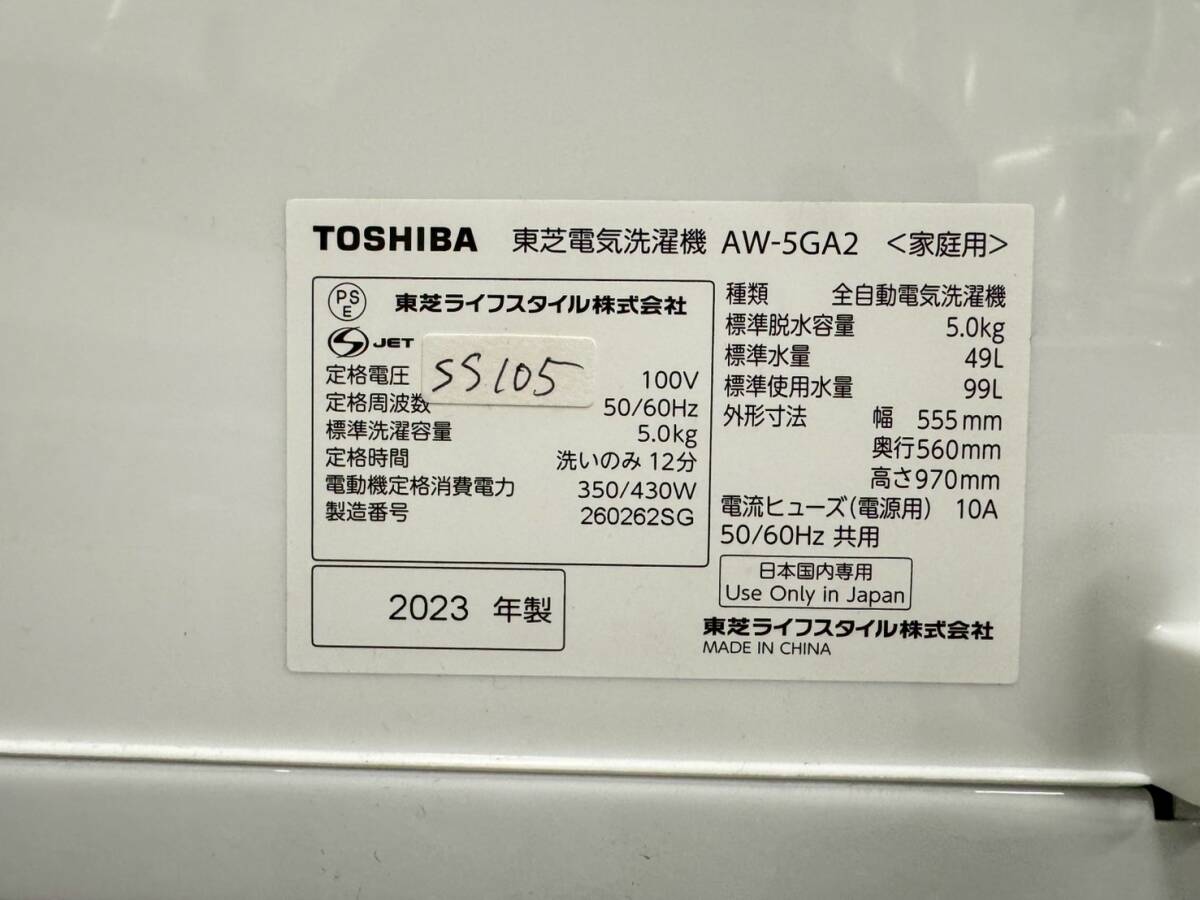 TOSHIBA 東芝電気洗濯機 AW-5GA2 <家庭用>
PS
E
東芝ライフスタイル株式会社
S JET
SS105
定格電圧 100V
定格周波数 50/60Hz
標準洗濯容量 5.0kg
定格時間 洗いのみ 12分
電動機定格消費電力 350/430W
製造番号 260262SG
2023 年製
種類 全自動電気洗濯機
標準脱水容量 5.0kg
標準水量 49L
標準使用水量 99L
外形寸法 幅 555mm
奥行560mm
高さ970mm
電流ヒューズ(電源用) 10A
50/60Hz 共用
日本国内専用
Use Only in Japan
東芝ライフスタイル株式会社
MADE IN CHINA